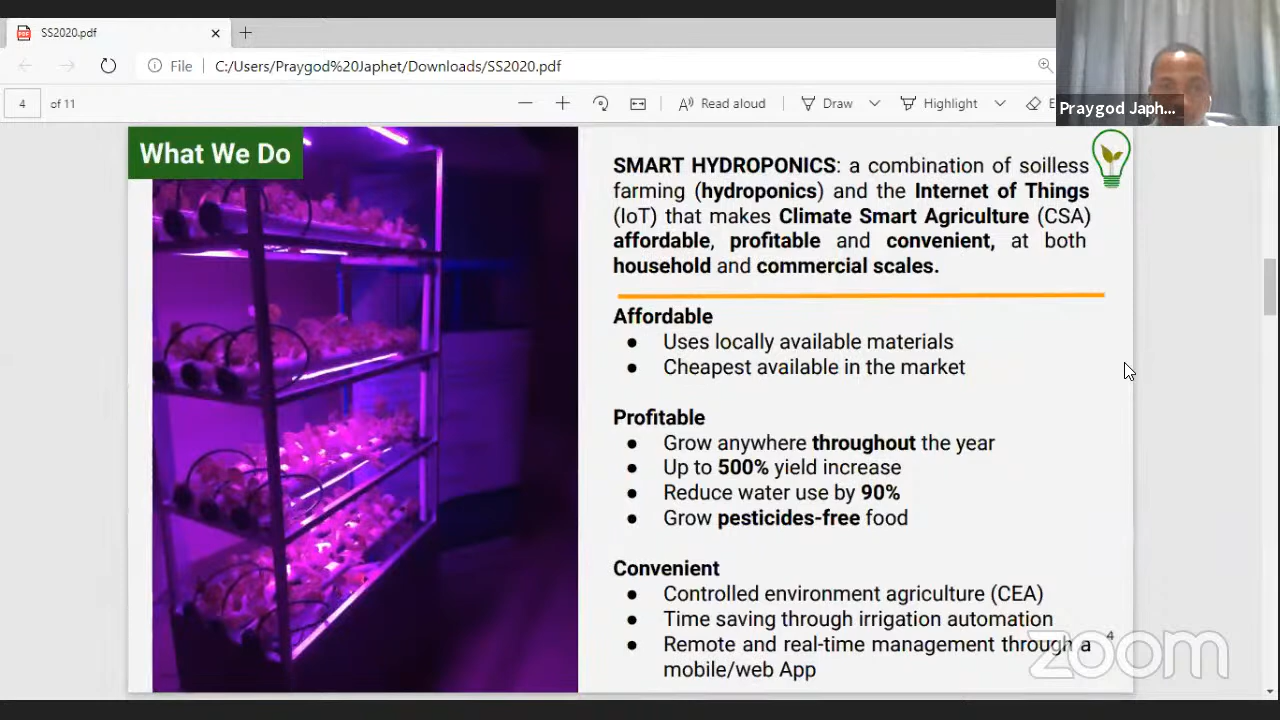 SS2020.pdf
File C:/Users/Praygod%20Japhet/Downloads/SS2020.pdf
4 of 11 Read aloud Draw Highlight
Praygod Japh...
What We Do
SMART HYDROPONICS: a combination of soilless
farming (hydroponics) and the Internet of Things
(IoT) that makes Climate Smart Agriculture (CSA)
affordable, profitable and convenient, at both
household and commercial scales.
Affordable
● Uses locally available materials
● Cheapest available in the market
Profitable
● Grow anywhere throughout the year
● Up to 500% yield increase
● Reduce water use by 90%
● Grow pesticides-free food
Convenient
● Controlled environment agriculture (CEA)
● Time saving through irrigation automation
● Remote and real-time management through a
mobile/web App
4
zoom